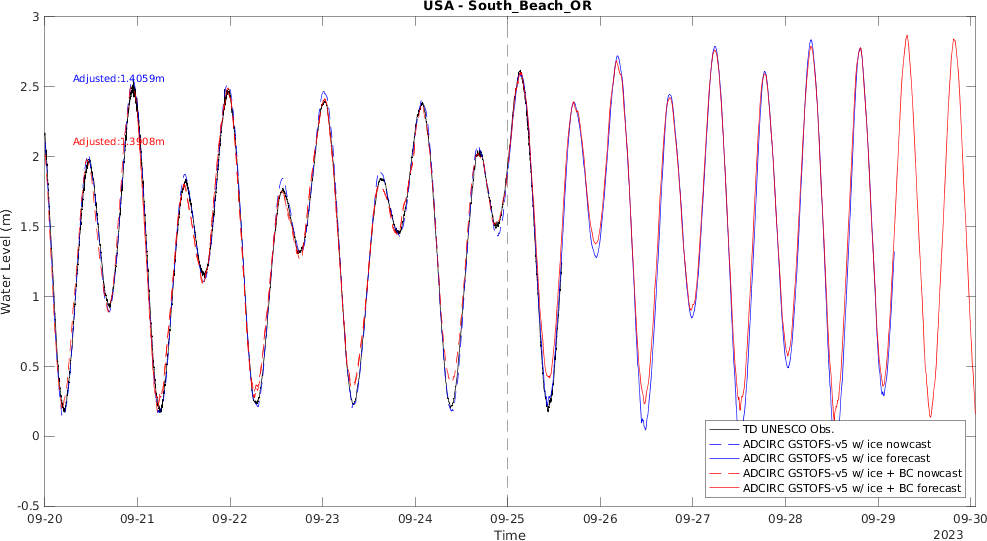 USA - South_Beach_OR
3
2.5
2
1.5
1
0.5
0
-0.5
Water Level (m)
Adjusted:1.4059m
Adjusted:1.3908m
TD UNESCO Obs.
ADCIRC GSTOFS-v5 w/ ice nowcast
ADCIRC GSTOFS-v5 w/ ice forecast
ADCIRC GSTOFS-v5 w/ ice + BC nowcast
ADCIRC GSTOFS-v5 w/ ice + BC forecast
09-20 09-21 09-22 09-23 09-24 09-25 09-26 09-27 09-28 09-29 09-30
Time
2023